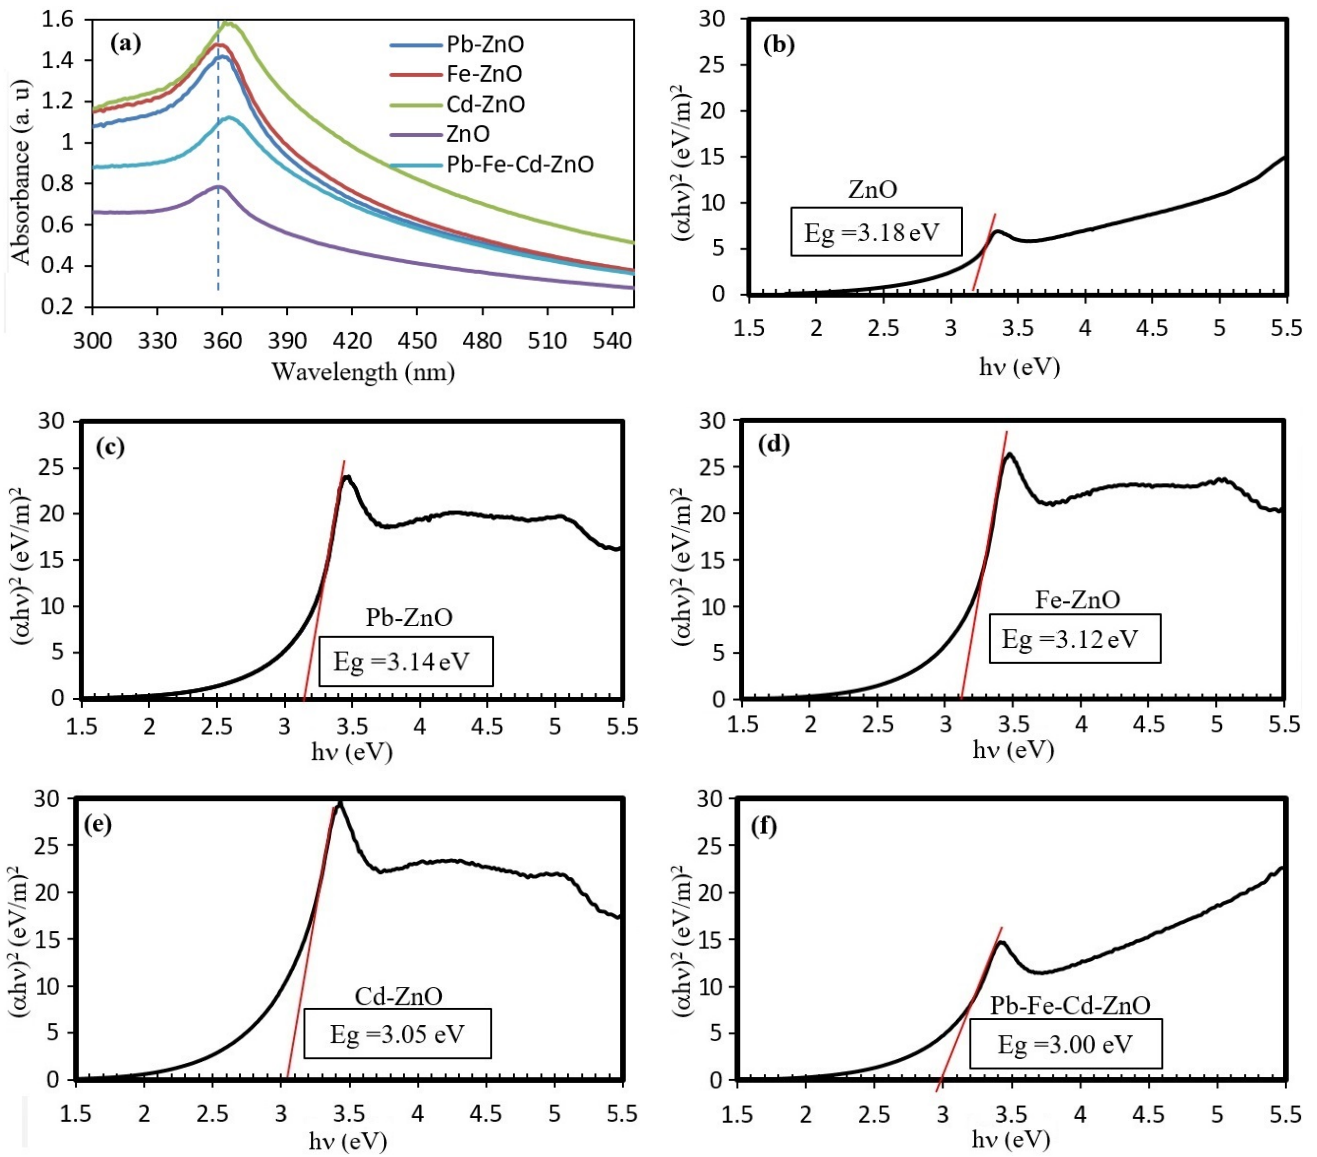 (a)
1.6
1.4
1.2
1
0.8
0.6
0.4
0.2
Absorbance (a. u)
Pb-ZnO
Fe-ZnO
Cd-ZnO
ZnO
Pb-Fe-Cd-ZnO
300 330 360 390 420 450 480 510 540
Wavelength (nm)
(b)
30
25
20
15
10
5
0
(αhν)² (eV/m)²
ZnO
Eg =3.18 eV
1.5 2 2.5 3 3.5 4 4.5 5 5.5
hν (eV)
(c)
30
25
20
15
10
5
0
(αhν)² (eV/m)²
Pb-ZnO
Eg =3.14 eV
1.5 2 2.5 3 3.5 4 4.5 5 5.5
hν (eV)
(d)
30
25
20
15
10
5
0
(αhν)² (eV/m)²
Fe-ZnO
Eg =3.12 eV
1.5 2 2.5 3 3.5 4 4.5 5 5.5
hν (eV)
(e)
30
25
20
15
10
5
0
(αhν)² (eV/m)²
Cd-ZnO
Eg =3.05 eV
1.5 2 2.5 3 3.5 4 4.5 5 5.5
hν (eV)
(f)
30
25
20
15
10
5
0
(αhν)² (eV/m)²
Pb-Fe-Cd-ZnO
Eg =3.00 eV
1.5 2 2.5 3 3.5 4 4.5 5 5.5
hν (eV)